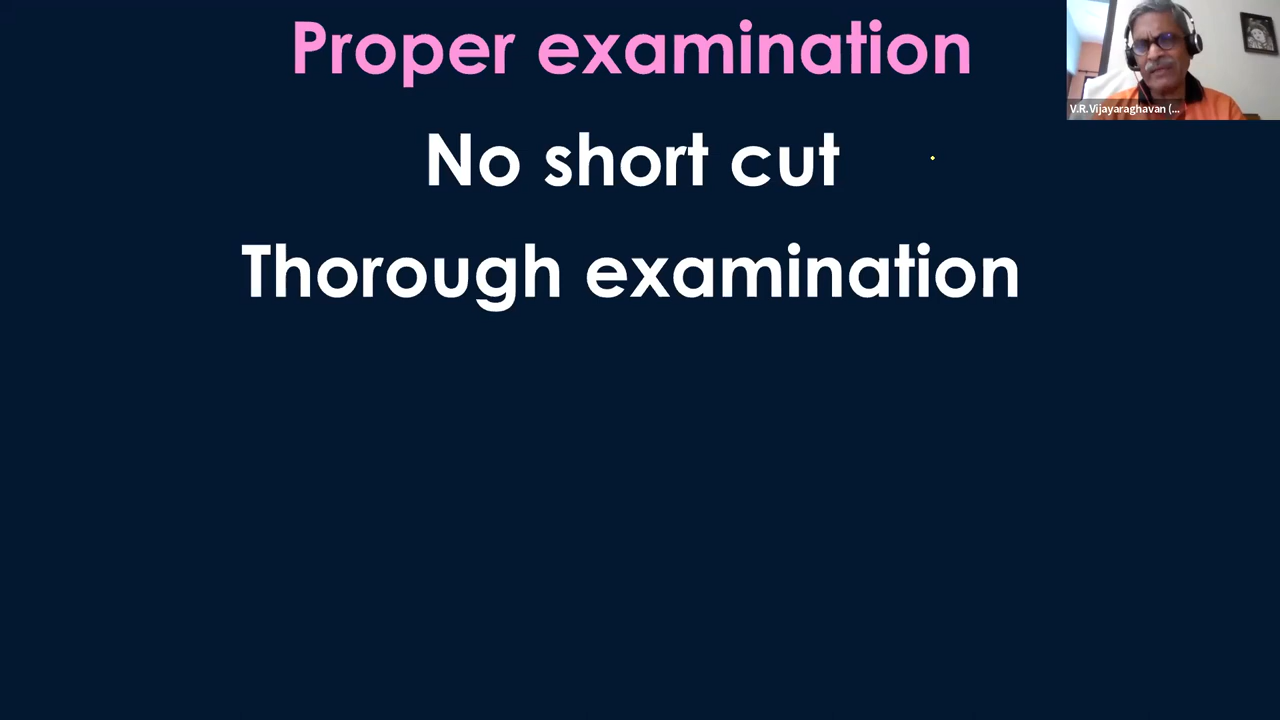 Proper examination
No short cut
Thorough examination
V.R.Vijayaraghavan (...